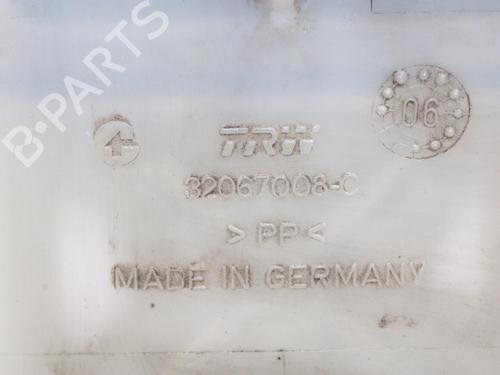 B-PARTS
06
TRW
32067008-C
>PP<
MADE IN GERMANY